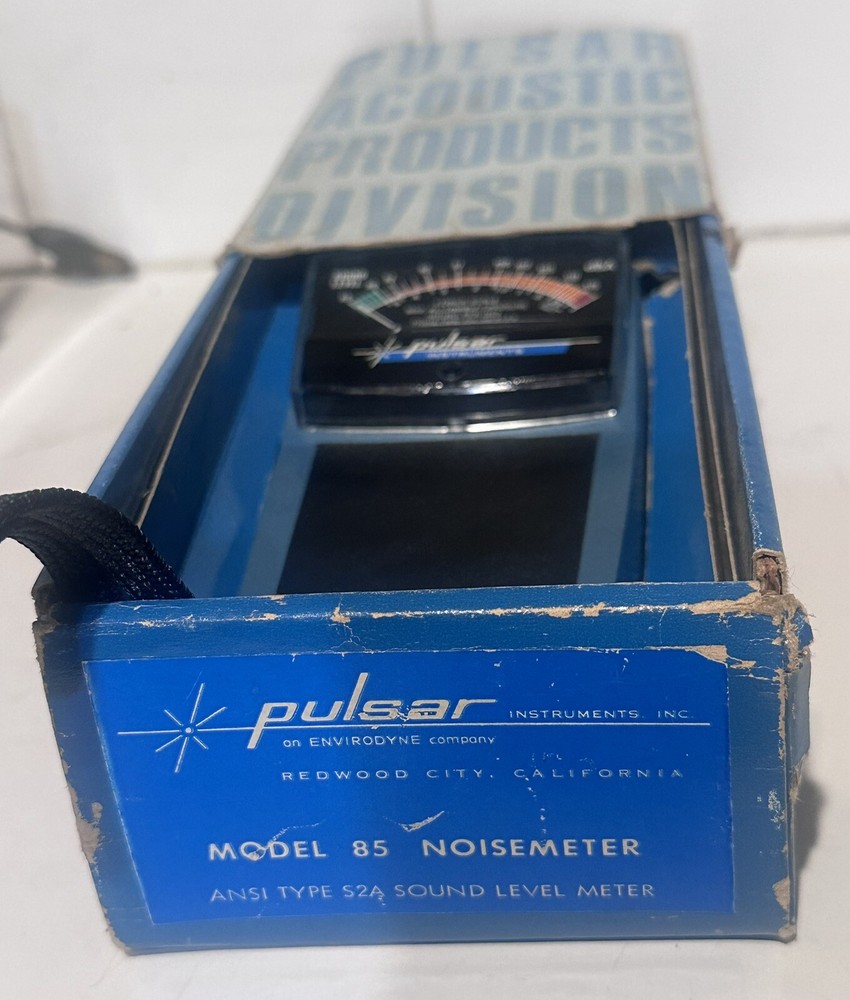 PULSAR
ACOUSTIC
PRODUCTS
DIVISION
pulsar
INSTRUMENTS
pulsar INSTRUMENTS, INC.
an ENVIRODYNE company
REDWOOD CITY, CALIFORNIA
MODEL 85 NOISEMETER
ANSI TYPE S2A SOUND LEVEL METER